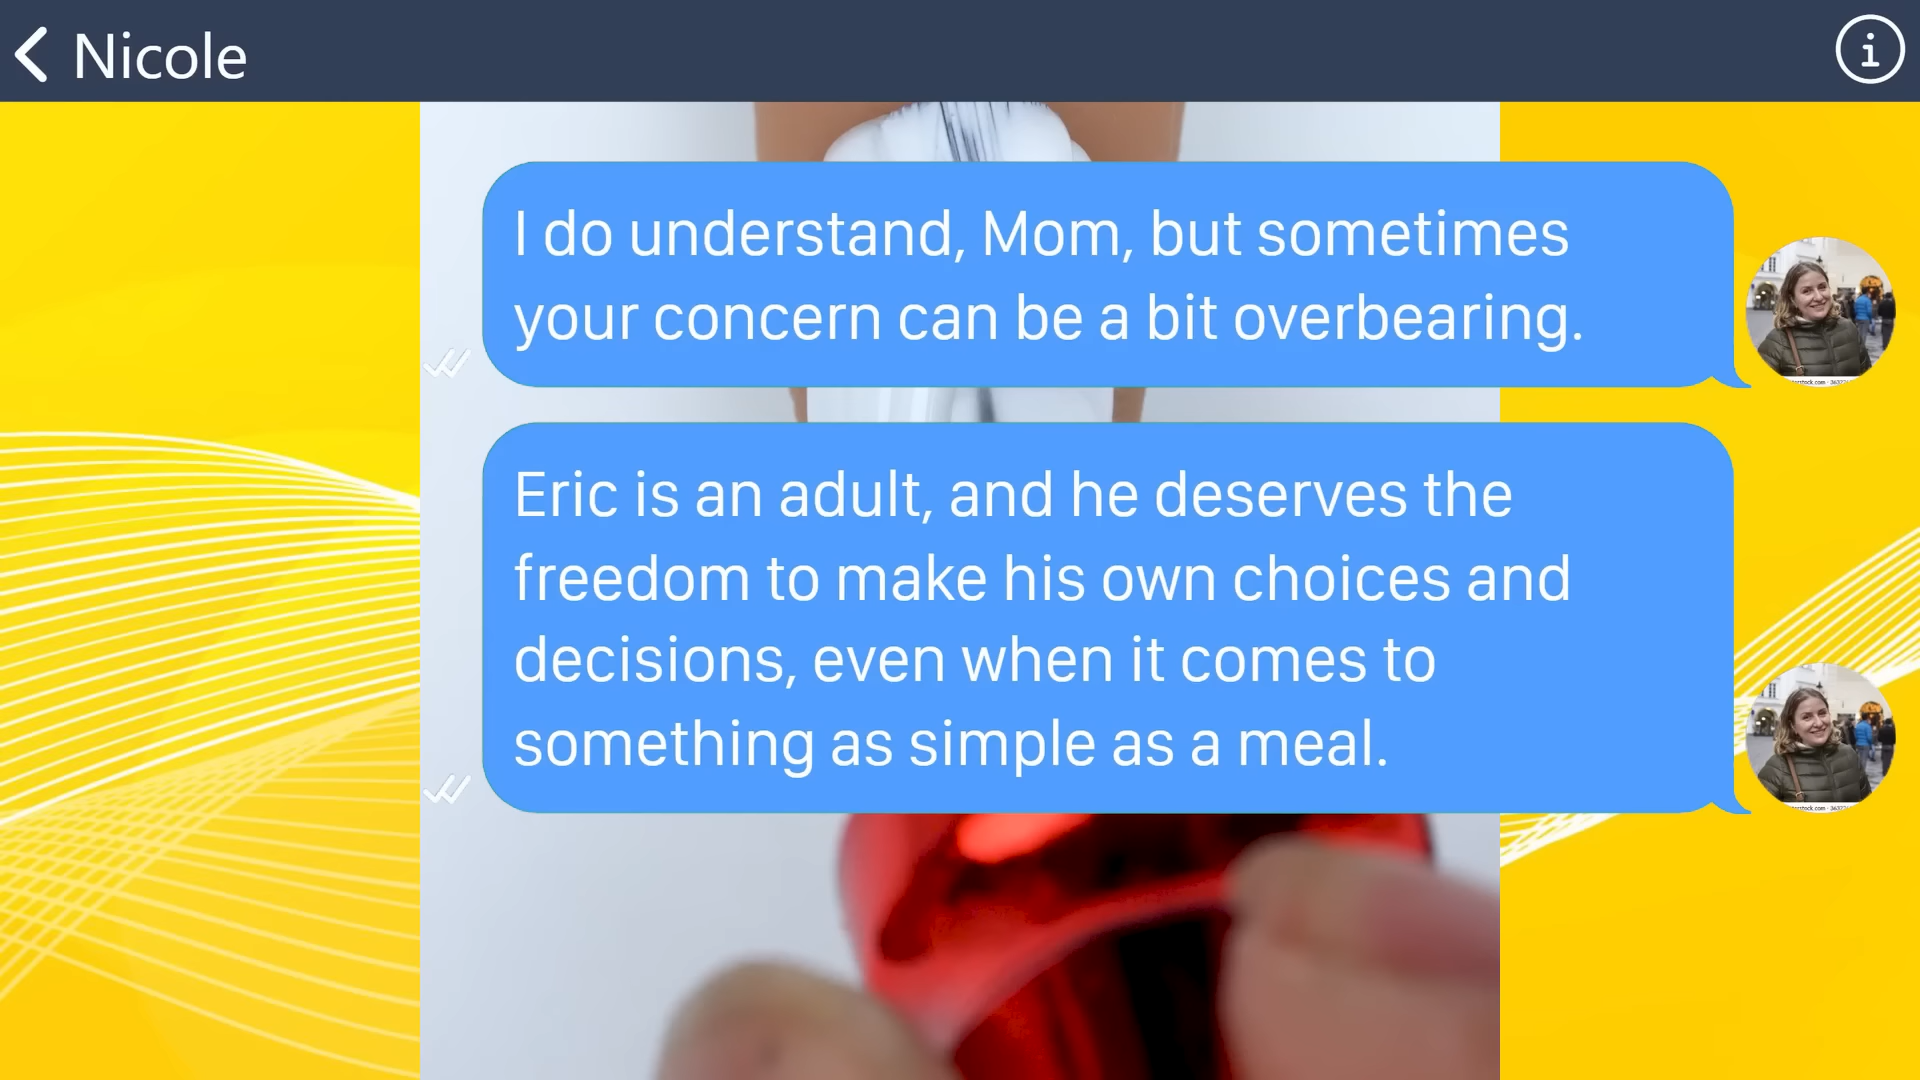 Nicole
I do understand, Mom, but sometimes
your concern can be a bit overbearing.
Eric is an adult, and he deserves the
freedom to make his own choices and
decisions, even when it comes to
something as simple as a meal.